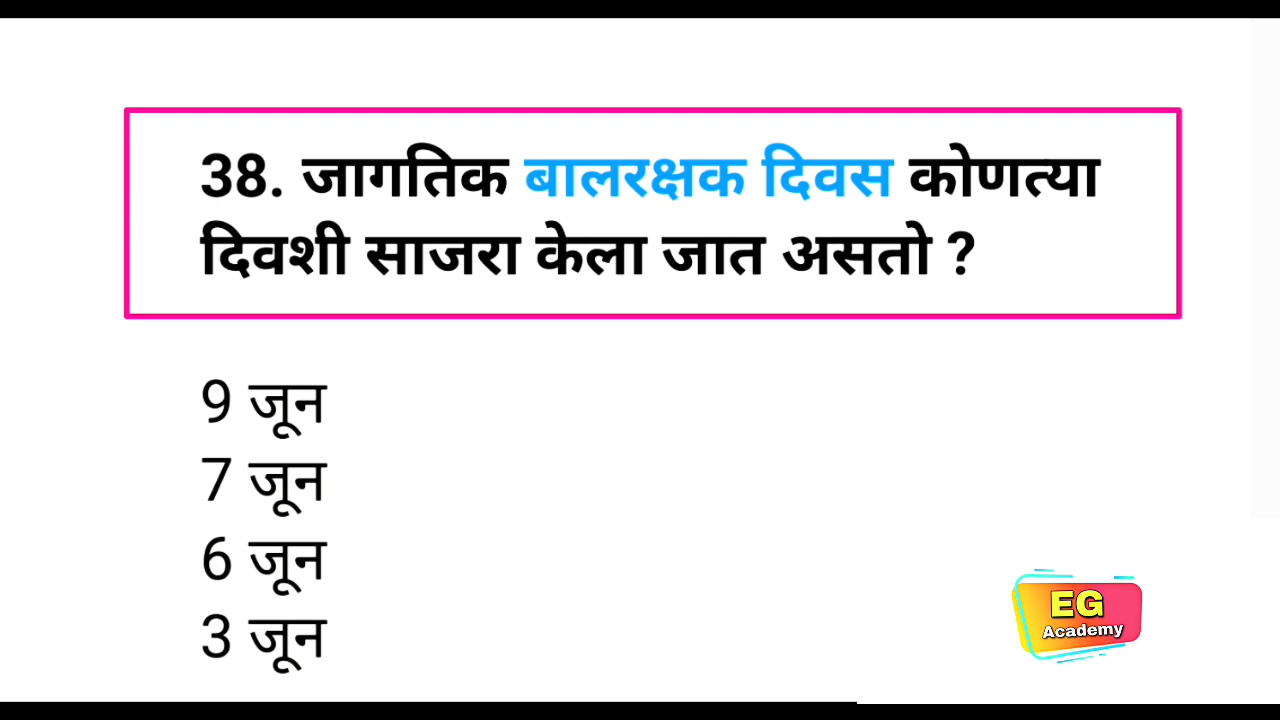 38. जागतिक बालरक्षक दिवस कोणत्या
दिवशी साजरा केला जात असतो ?
9 जून
7 जून
6 जून
3 जून
EG
Academy